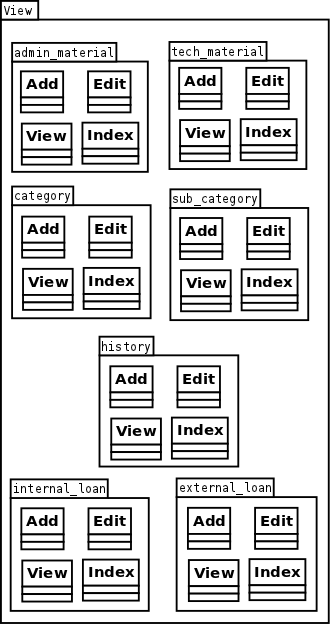 View
admin_material tech_material
Add Edit Add Edit
View Index View Index
category sub_category
Add Edit Add Edit
View Index View Index
history
Add Edit
View Index
internal_loan external_loan
Add Edit Add Edit
View Index View Index